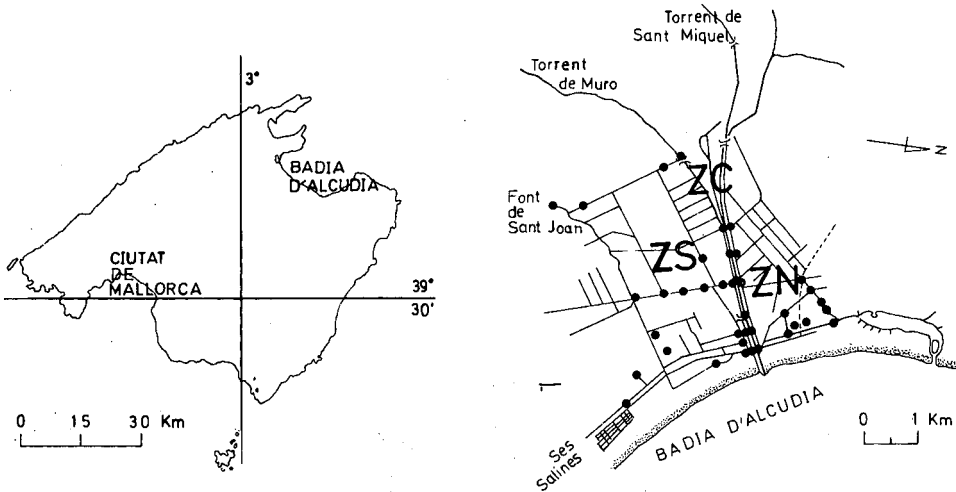 3°
BADIA
D'ALCUDIA
CIUTAT
DE
MALLORCA
39°
30'
0 15 30 Km
Torrent de
Sant Miquel
Torrent
de Muro
N
ZC
Font
de
Sant Joan
ZS
ZN
BADIA D'ALCUDIA
Ses
Salines
0 1 Km